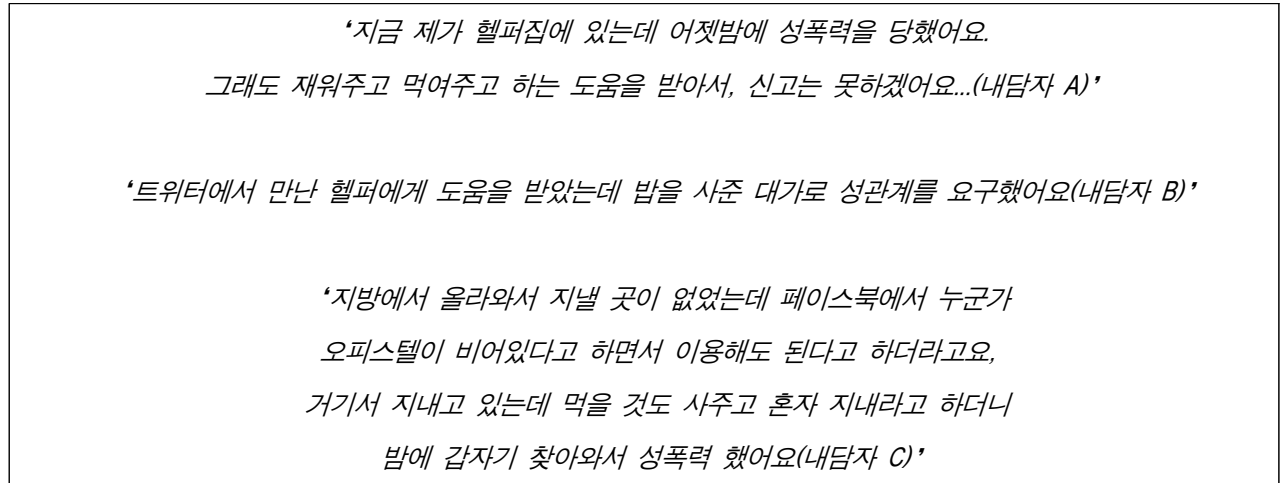 ‘지금 제가 헬퍼집에 있는데 어젯밤에 성폭력을 당했어요.
그래도 재워주고 먹여주고 하는 도움을 받아서, 신고는 못하겠어요...(내담자 A)’
‘트위터에서 만난 헬퍼에게 도움을 받았는데 밥을 사준 대가로 성관계를 요구했어요(내담자 B)’
‘지방에서 올라와서 지낼 곳이 없었는데 페이스북에서 누군가
오피스텔이 비어있다고 하면서 이용해도 된다고 하더라고요,
거기서 지내고 있는데 먹을 것도 사주고 혼자 지내라고 하더니
밤에 갑자기 찾아와서 성폭력 했어요(내담자 C)’